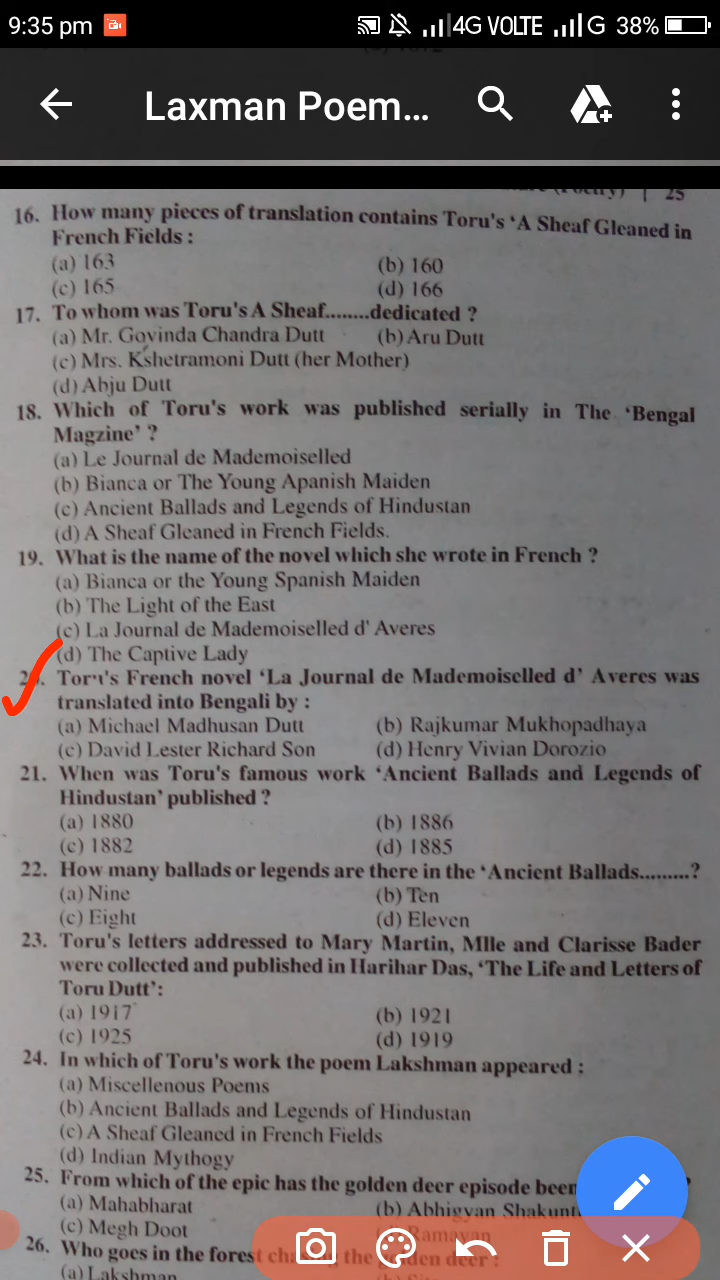 9:35 pm 4G VOLTE G 38%
Laxman Poem...
(Poetry) | 25
16. How many pieces of translation contains Toru's 'A Sheaf Gleaned in
French Fields :
(a) 163 (b) 160
(c) 165 (d) 166
17. To whom was Toru's A Sheaf........dedicated ?
(a) Mr. Govinda Chandra Dutt (b) Aru Dutt
(c) Mrs. Kshetramoni Dutt (her Mother)
(d) Abju Dutt
18. Which of Toru's work was published serially in The 'Bengal
Magzine' ?
(a) Le Journal de Mademoiselled
(b) Bianca or The Young Apanish Maiden
(c) Ancient Ballads and Legends of Hindustan
(d) A Sheaf Gleaned in French Fields.
19. What is the name of the novel which she wrote in French ?
(a) Bianca or the Young Spanish Maiden
(b) The Light of the East
(c) La Journal de Mademoiselled d' Averes
(d) The Captive Lady
Toru's French novel 'La Journal de Mademoiselled d' Averes was
translated into Bengali by :
(a) Michael Madhusan Dutt (b) Rajkumar Mukhopadhaya
(c) David Lester Richard Son (d) Henry Vivian Dorozio
21. When was Toru's famous work 'Ancient Ballads and Legends of
Hindustan' published ?
(a) 1880 (b) 1886
(c) 1882 (d) 1885
22. How many ballads or legends are there in the 'Ancient Ballads.........?
(a) Nine (b) Ten
(c) Eight (d) Eleven
23. Toru's letters addressed to Mary Martin, Mlle and Clarisse Bader
were collected and published in Harihar Das, 'The Life and Letters of
Toru Dutt':
(a) 1917 (b) 1921
(c) 1925 (d) 1919
24. In which of Toru's work the poem Lakshman appeared :
(a) Miscellenous Poems
(b) Ancient Ballads and Legends of Hindustan
(c) A Sheaf Gleaned in French Fields
(d) Indian Mythogy
25. From which of the epic has the golden deer episode been
(a) Mahabharat (b) Abhigyan Shakunt
(c) Megh Doot Ramayan
26. Who goes in the forest chasing the golden deer :
(a) Lakshman